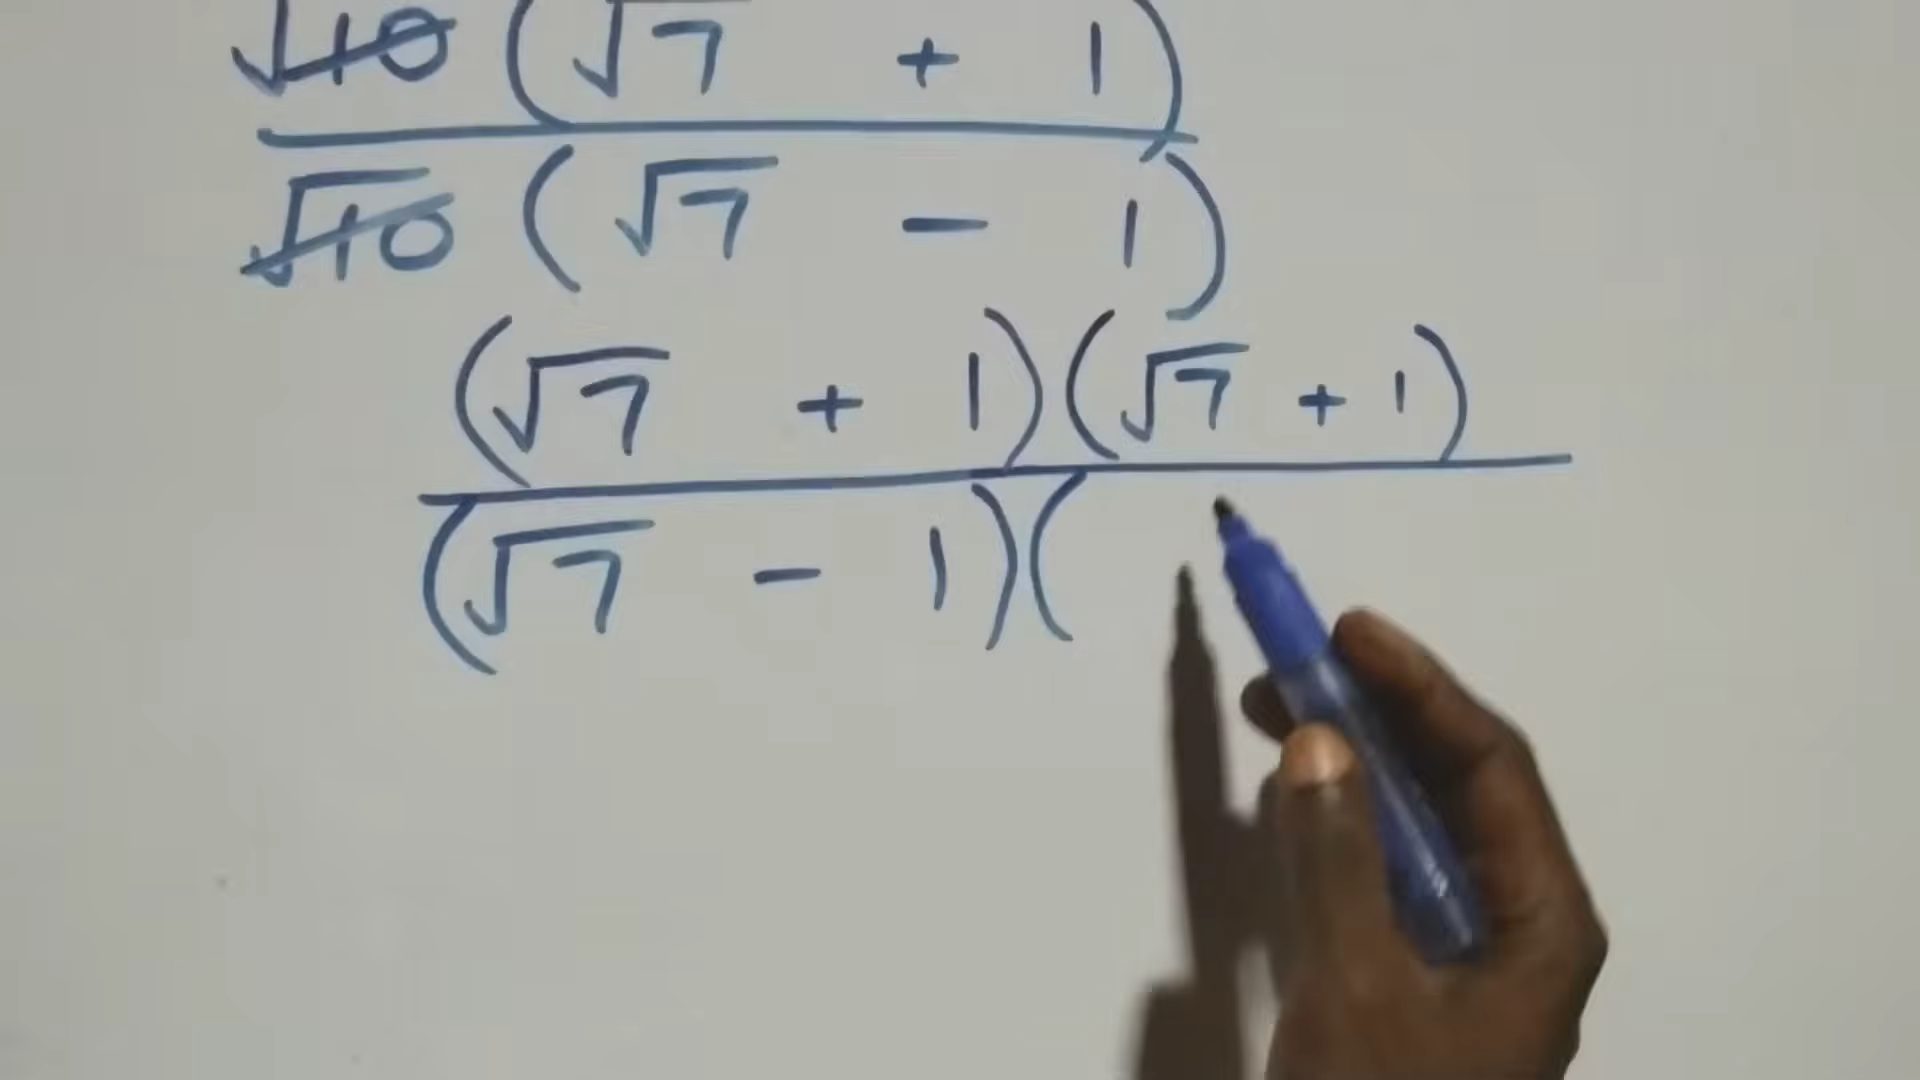 √10 (√7 + 1)
√10 (√7 - 1)
(√7 + 1)(√7 + 1)
(√7 - 1)(